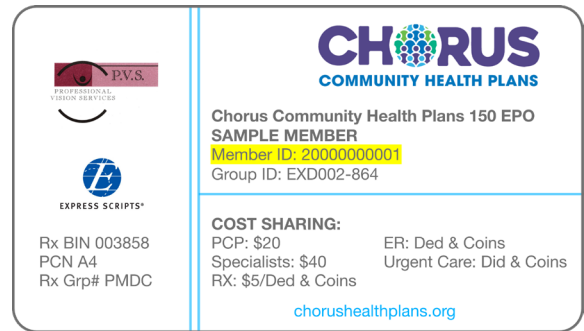 P.V.S.
PROFESSIONAL
VISION SERVICES
E
EXPRESS SCRIPTS®
Rx BIN 003858
PCN A4
Rx Grp# PMDC
CHORUS
COMMUNITY HEALTH PLANS
Chorus Community Health Plans 150 EPO
SAMPLE MEMBER
Member ID: 20000000001
Group ID: EXD002-864
COST SHARING:
PCP: $20 ER: Ded & Coins
Specialists: $40 Urgent Care: Did & Coins
RX: $5/Ded & Coins
chorushealthplans.org